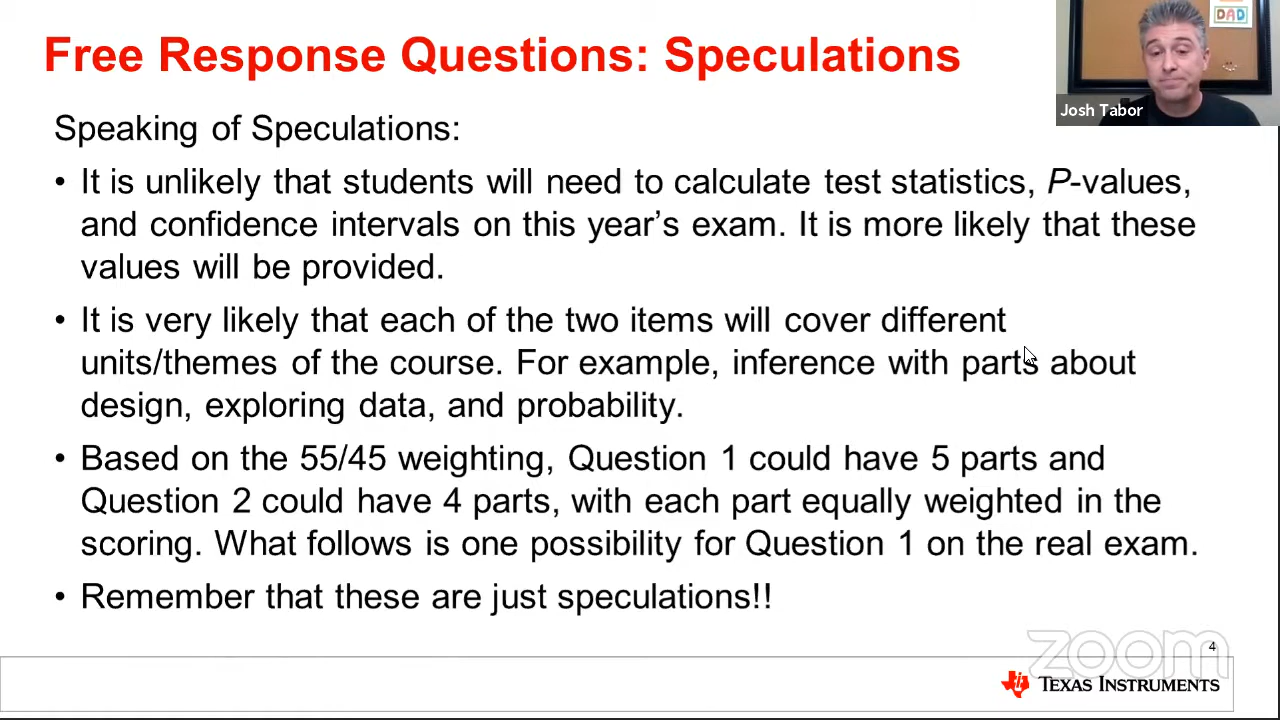 Free Response Questions: Speculations
DAD
Josh Tabor
Speaking of Speculations:
• It is unlikely that students will need to calculate test statistics, P-values,
and confidence intervals on this year’s exam. It is more likely that these
values will be provided.
• It is very likely that each of the two items will cover different
units/themes of the course. For example, inference with parts about
design, exploring data, and probability.
• Based on the 55/45 weighting, Question 1 could have 5 parts and
Question 2 could have 4 parts, with each part equally weighted in the
scoring. What follows is one possibility for Question 1 on the real exam.
• Remember that these are just speculations!!
zoom
4
TEXAS INSTRUMENTS